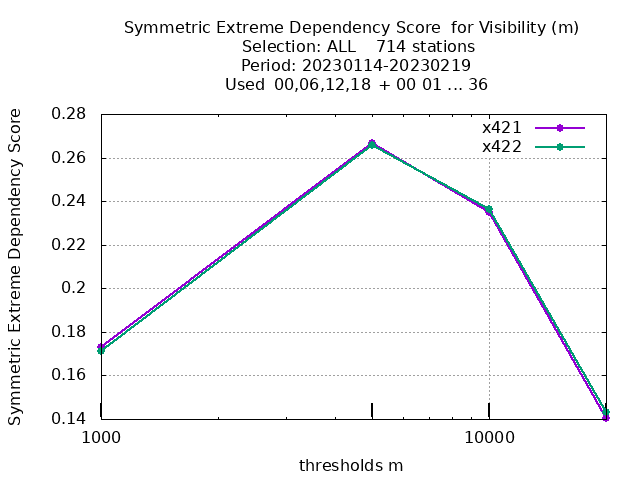 Symmetric Extreme Dependency Score  for Visibility (m)
Selection: ALL    714 stations
Period: 20230114-20230219
Used  00,06,12,18  + 00 01 ... 36
Symmetric Extreme Dependency Score
0.28
0.26
0.24
0.22
0.2
0.18
0.16
0.14
x421
x422
1000
10000
thresholds m